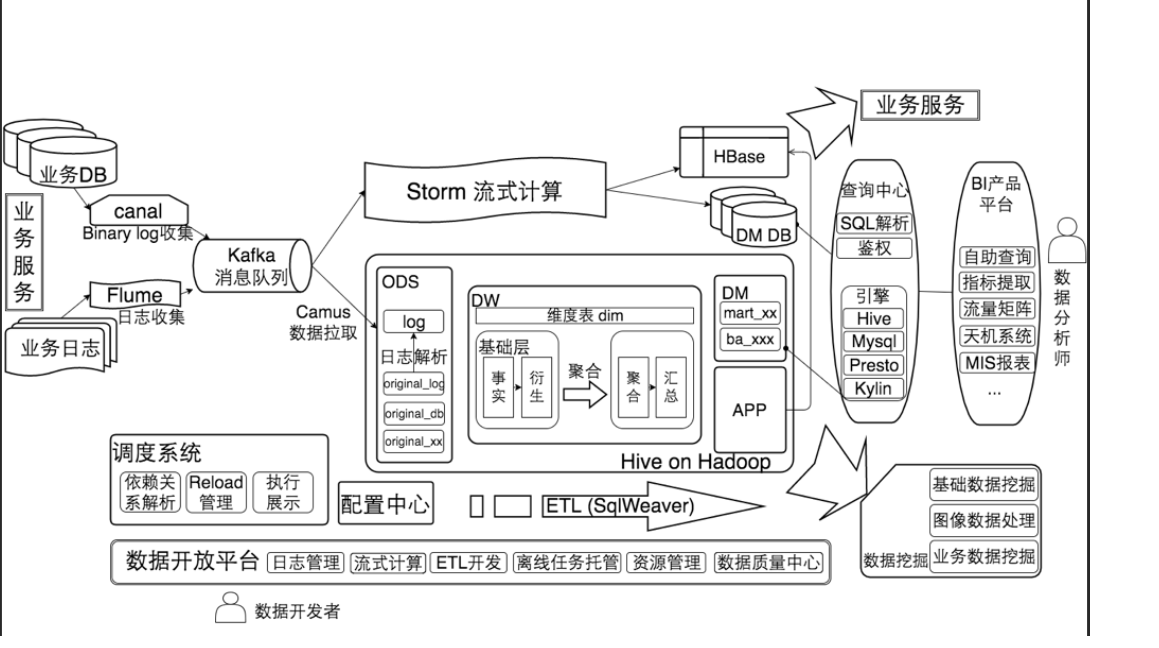 业务服务
业务DB
canal
Binary log收集
业
务
服
务
Flume
日志收集
业务日志
Kafka
消息队列
Camus
数据拉取
Storm 流式计算
HBase
DM DB
ODS
log
日志解析
original_log
original_db
original_xx
DW
维度表 dim
基础层
事
实
衍
生
聚合
聚
合
汇
总
DM
mart_xx
ba_xxx
APP
Hive on Hadoop
查询中心
SQL解析
鉴权
引擎
Hive
Mysql
Presto
Kylin
BI产品
平台
自助查询
指标提取
流量矩阵
天机系统
MIS报表
...
数
据
分
析
师
调度系统
依赖关
系解析
Reload
管理
执行
展示
配置中心
ETL (SqlWeaver)
数据挖掘
基础数据挖掘
图像数据处理
业务数据挖掘
数据开放平台
日志管理
流式计算
ETL开发
离线任务托管
资源管理
数据质量中心
数据开发者